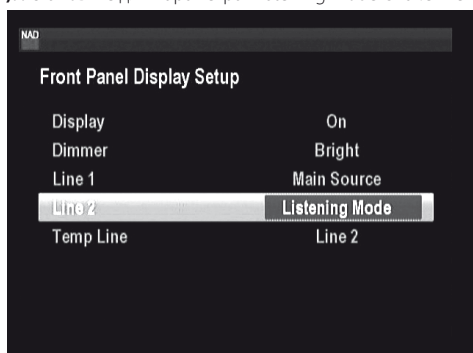 NAD
Front Panel Display Setup
Display On
Dimmer Bright
Line 1 Main Source
Line 2 Listening Mode
Temp Line Line 2